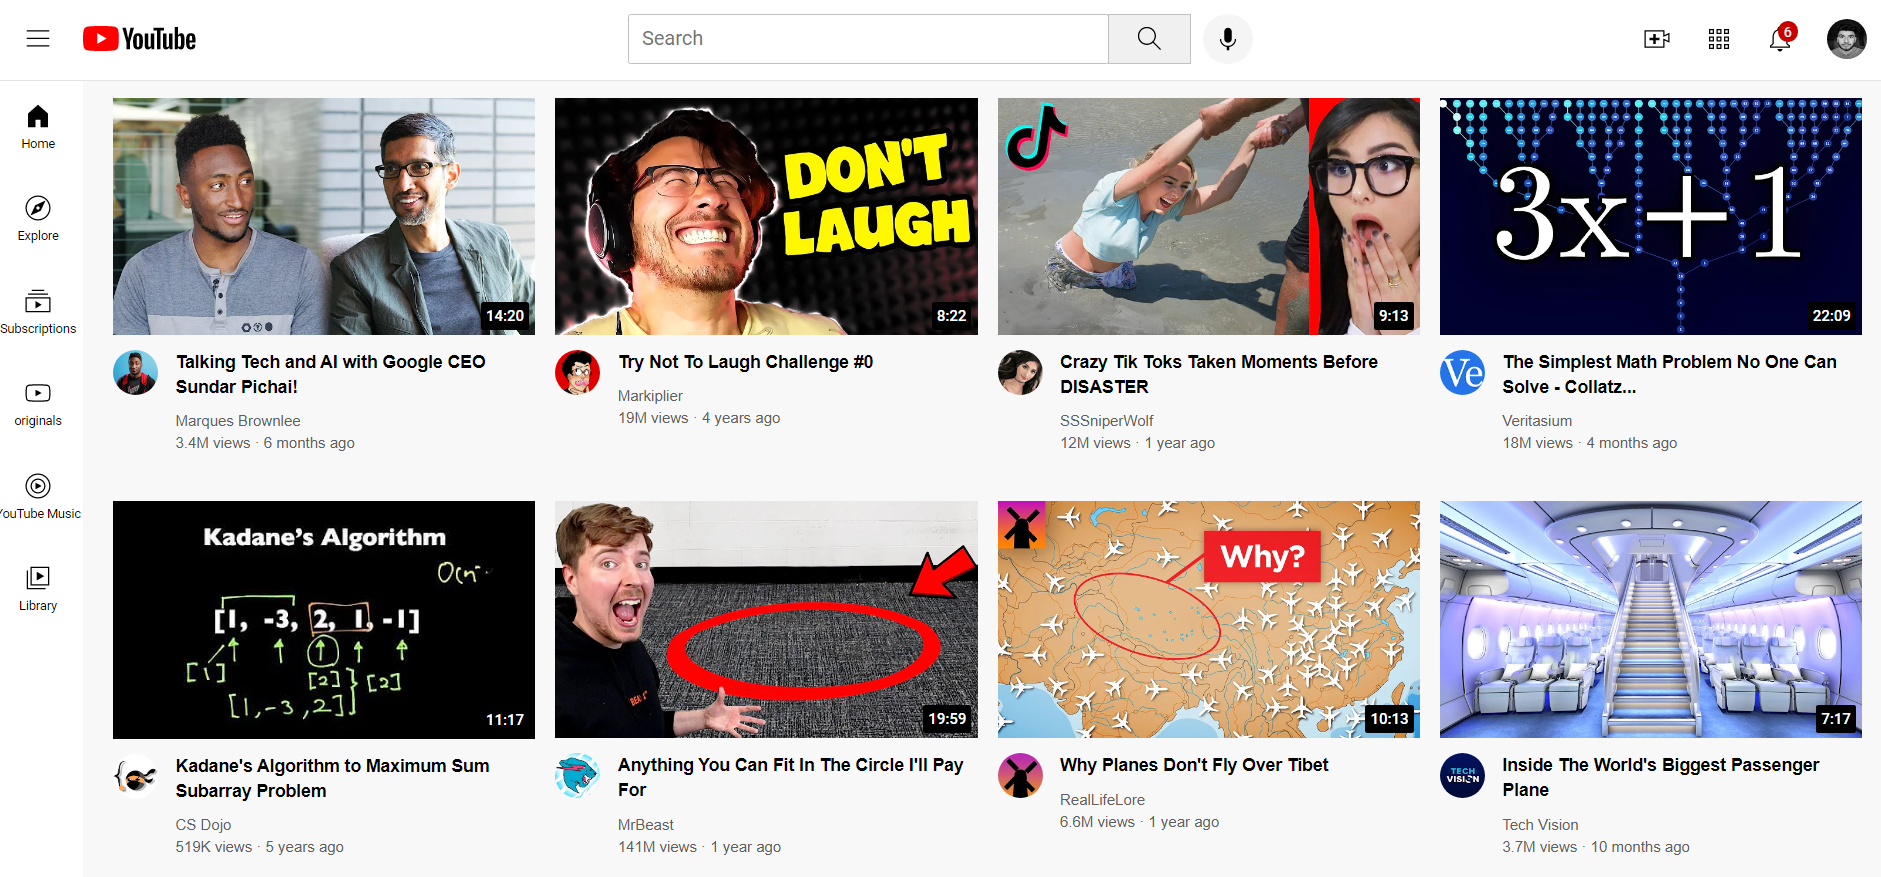 YouTube
Search
6
Home
Explore
Subscriptions
originals
YouTube Music
Library
14:20
Talking Tech and AI with Google CEO
Sundar Pichai!
Marques Brownlee
3.4M views · 6 months ago
DON'T
LAUGH
8:22
Try Not To Laugh Challenge #0
Markiplier
19M views · 4 years ago
9:13
Crazy Tik Toks Taken Moments Before
DISASTER
SSSniperWolf
12M views · 1 year ago
3x+1
22:09
Ve
The Simplest Math Problem No One Can
Solve - Collatz...
Veritasium
18M views · 4 months ago
Kadane's Algorithm
[1, -3, 2, 1, -1]
[1]
[2]
[2]
[1, -3, 2]
11:17
Kadane's Algorithm to Maximum Sum
Subarray Problem
CS Dojo
519K views · 5 years ago
19:59
Anything You Can Fit In The Circle I'll Pay
For
MrBeast
141M views · 1 year ago
Why?
10:13
Why Planes Don't Fly Over Tibet
RealLifeLore
6.6M views · 1 year ago
7:17
TECH
VISION
Inside The World's Biggest Passenger
Plane
Tech Vision
3.7M views · 10 months ago